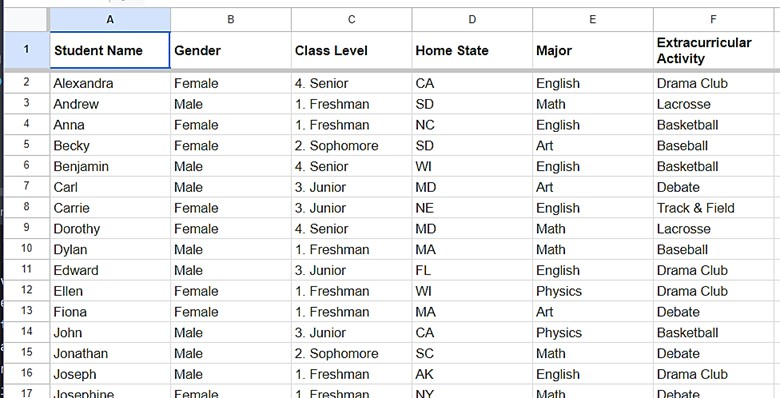 A B C D E F
1 Student Name Gender Class Level Home State Major Extracurricular Activity
2 Alexandra Female 4. Senior CA English Drama Club
3 Andrew Male 1. Freshman SD Math Lacrosse
4 Anna Female 1. Freshman NC English Basketball
5 Becky Female 2. Sophomore SD Art Baseball
6 Benjamin Male 4. Senior WI English Basketball
7 Carl Male 3. Junior MD Art Debate
8 Carrie Female 3. Junior NE English Track & Field
9 Dorothy Female 4. Senior MD Math Lacrosse
10 Dylan Male 1. Freshman MA Math Baseball
11 Edward Male 3. Junior FL English Drama Club
12 Ellen Female 1. Freshman WI Physics Drama Club
13 Fiona Female 1. Freshman MA Art Debate
14 John Male 3. Junior CA Physics Basketball
15 Jonathan Male 2. Sophomore SC Math Debate
16 Joseph Male 1. Freshman AK English Drama Club
17 Josephine Female 1. Freshman NY Math Debate